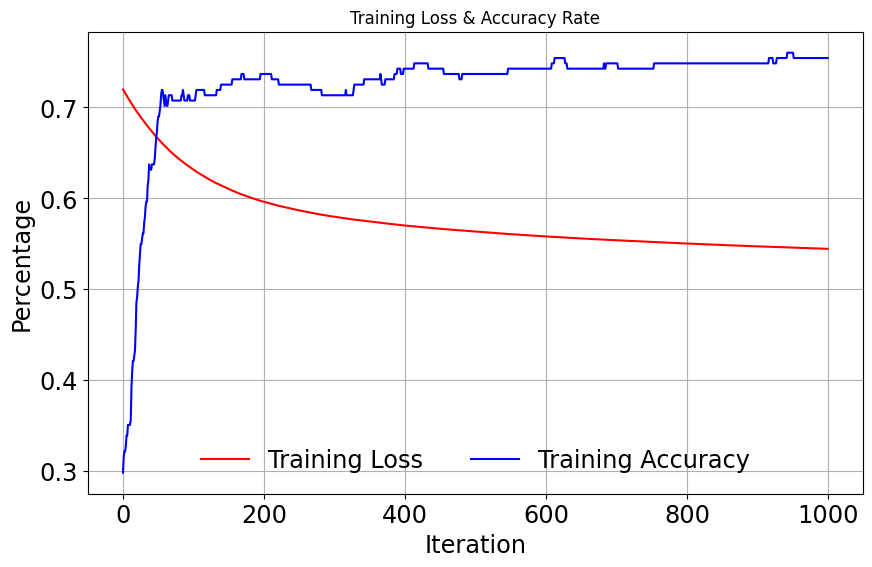 Training Loss & Accuracy Rate
Percentage
0.7
0.6
0.5
0.4
0.3
Training Loss
Training Accuracy
0 200 400 600 800 1000
Iteration